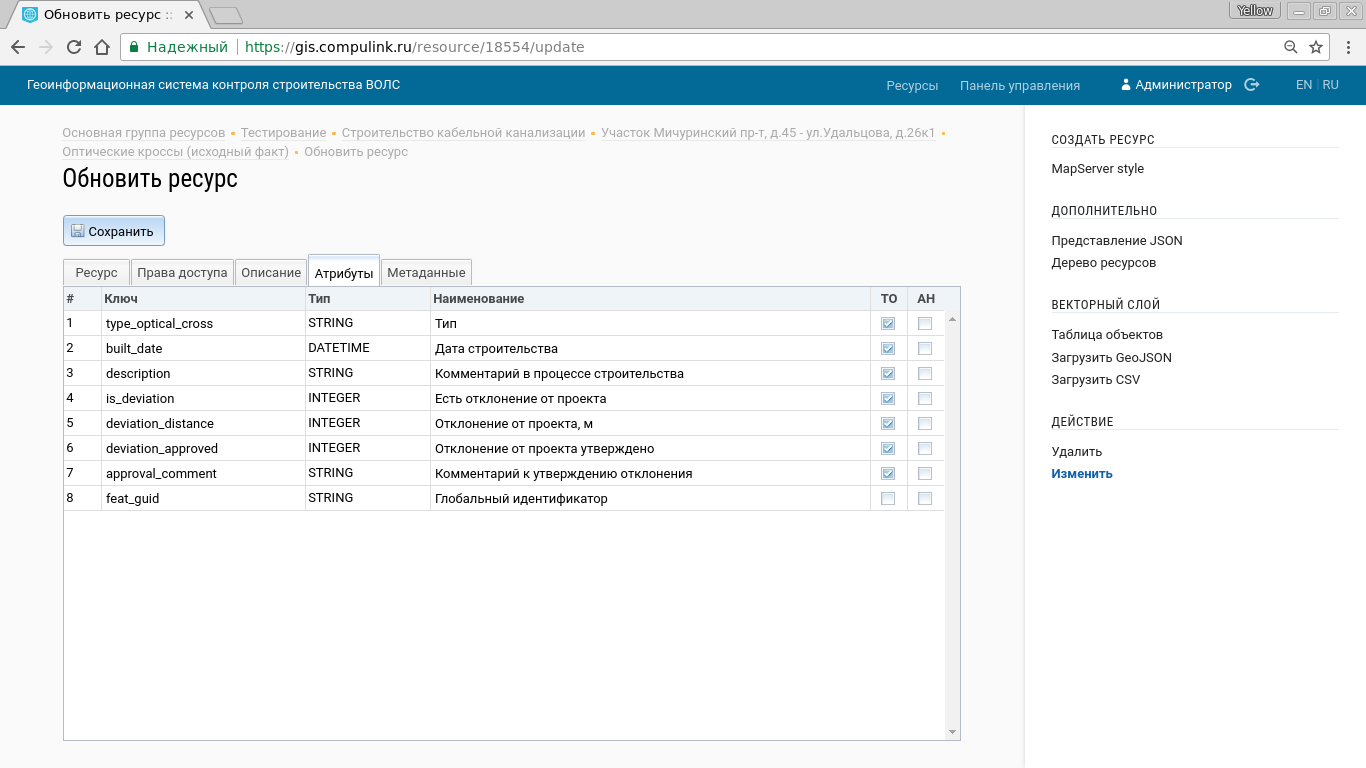 Обновить ресурс ::
Yellow
Надежный https://gis.compulink.ru/resource/18554/update
Геоинформационная система контроля строительства ВОЛС Ресурсы Панель управления Администратор EN RU
Основная группа ресурсов • Тестирование • Строительство кабельной канализации • Участок Мичуринский пр-т, д.45 - ул.Удальцова, д.26к1 •
Оптические кроссы (исходный факт) • Обновить ресурс
Обновить ресурс
Сохранить
Ресурс Права доступа Описание Атрибуты Метаданные
# Ключ Тип Наименование ТО АН
1 type_optical_cross STRING Тип
2 built_date DATETIME Дата строительства
3 description STRING Комментарий в процессе строительства
4 is_deviation INTEGER Есть отклонение от проекта
5 deviation_distance INTEGER Отклонение от проекта, м
6 deviation_approved INTEGER Отклонение от проекта утверждено
7 approval_comment STRING Комментарий к утверждению отклонения
8 feat_guid STRING Глобальный идентификатор
СОЗДАТЬ РЕСУРС
MapServer style
ДОПОЛНИТЕЛЬНО
Представление JSON
Дерево ресурсов
ВЕКТОРНЫЙ СЛОЙ
Таблица объектов
Загрузить GeoJSON
Загрузить CSV
ДЕЙСТВИЕ
Удалить
Изменить